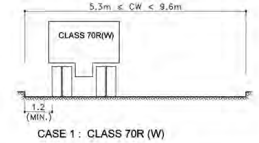 5.3m ≤ CW < 9.6m
CLASS 70R(W)
1.2
(MIN.)
CASE 1 : CLASS 70R (W)